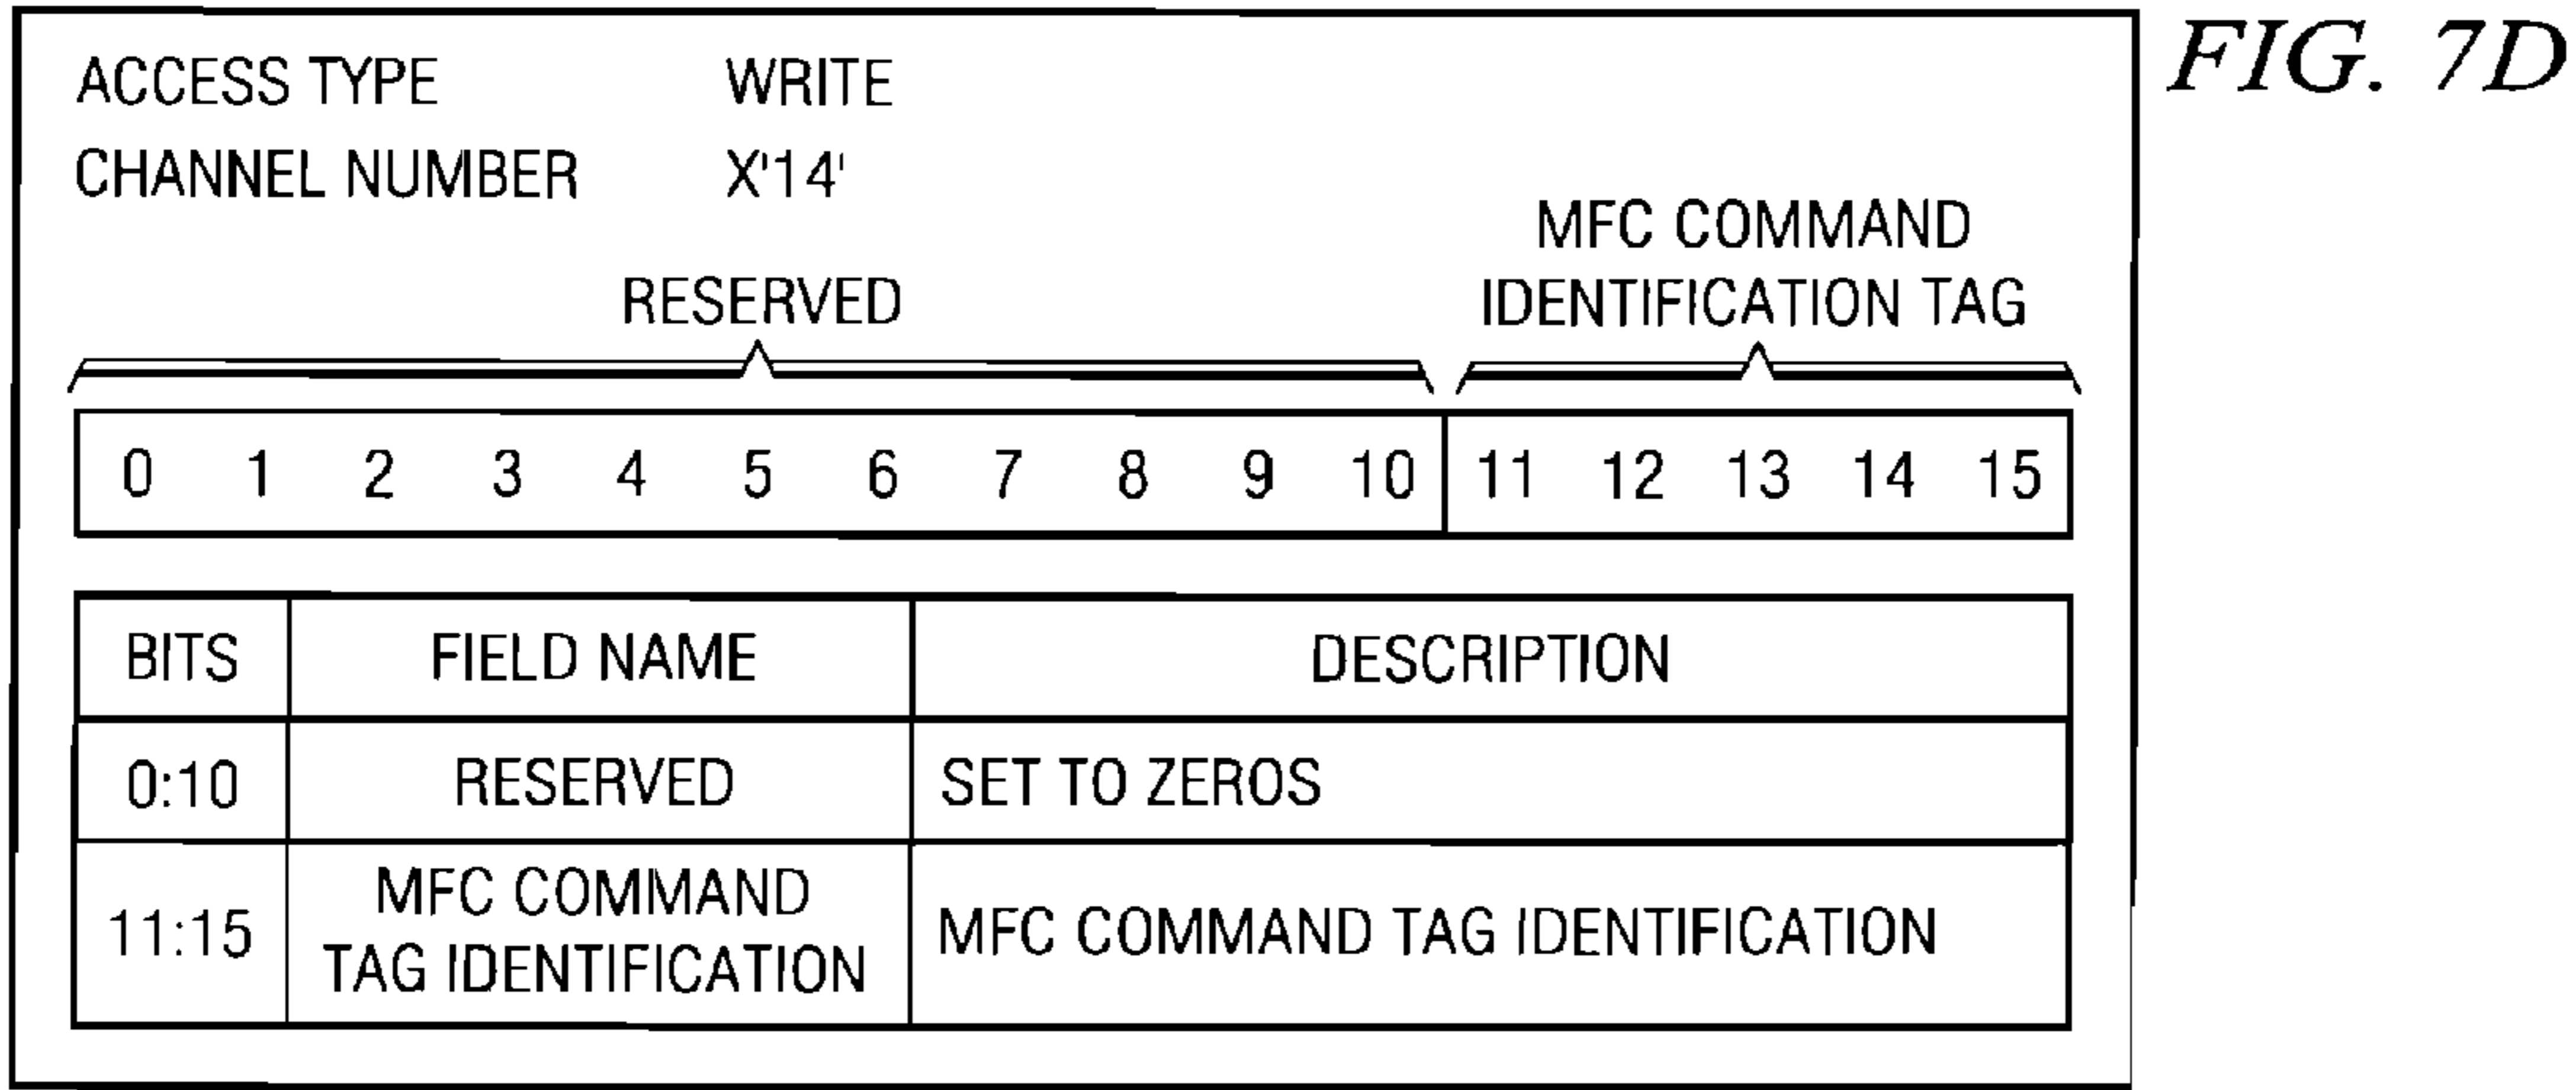 FIG. 7D
ACCESS TYPE WRITE
CHANNEL NUMBER X'14'
RESERVED
MFC COMMAND
IDENTIFICATION TAG
0 1 2 3 4 5 6 7 8 9 10 11 12 13 14 15
BITS FIELD NAME DESCRIPTION
0:10 RESERVED SET TO ZEROS
11:15 MFC COMMAND
TAG IDENTIFICATION MFC COMMAND TAG IDENTIFICATION